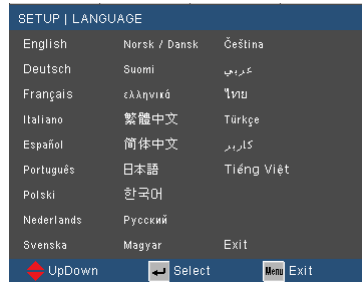 SETUP | LANGUAGE
English Norsk / Dansk Čeština
Deutsch Suomi عربي
Français ελληνικά ไทย
Italiano 繁體中文 Türkçe
Español 简体中文 كاربر
Português 日本語 Tiếng Việt
Polski 한국어
Nederlands Русский
Svenska Magyar Exit
UpDown Select Menu Exit